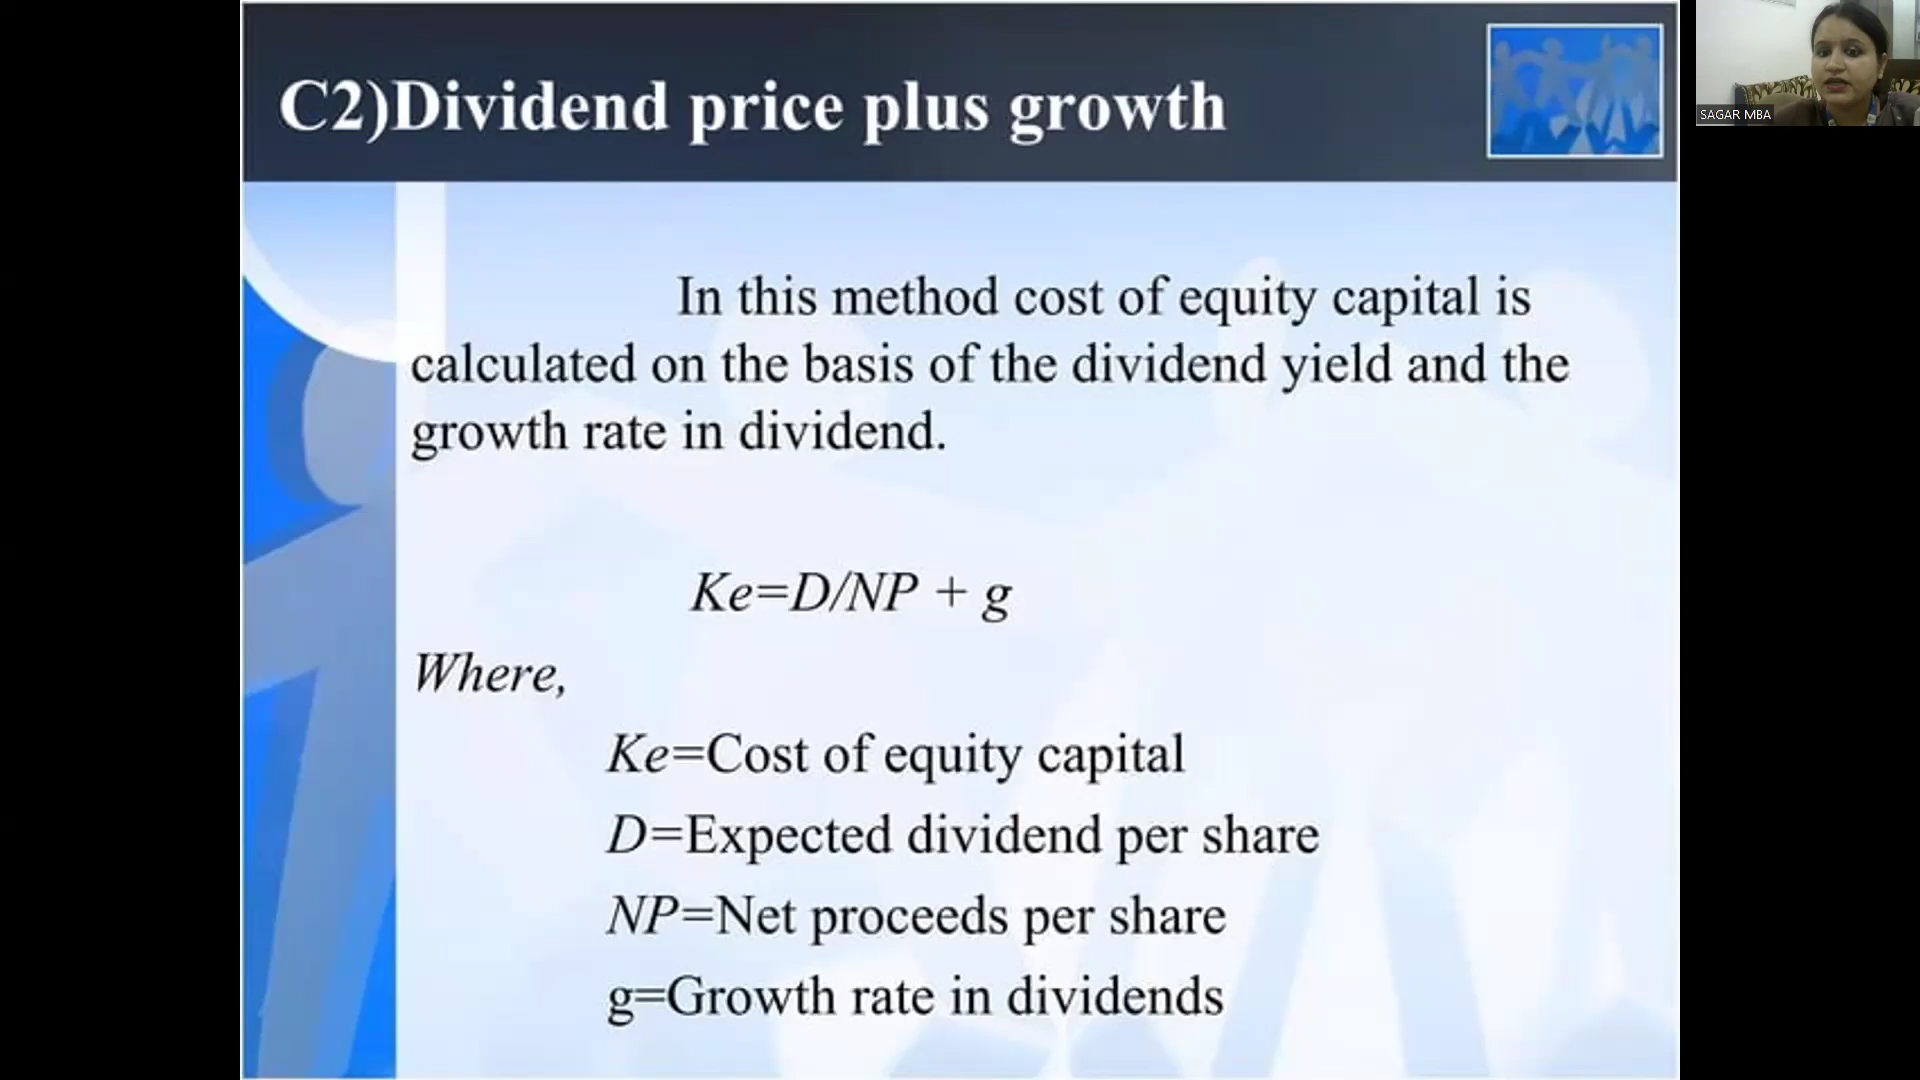 C2)Dividend price plus growth
SAGAR MBA
In this method cost of equity capital is
calculated on the basis of the dividend yield and the
growth rate in dividend.
Ke=D/NP + g
Where,
Ke=Cost of equity capital
D=Expected dividend per share
NP=Net proceeds per share
g=Growth rate in dividends